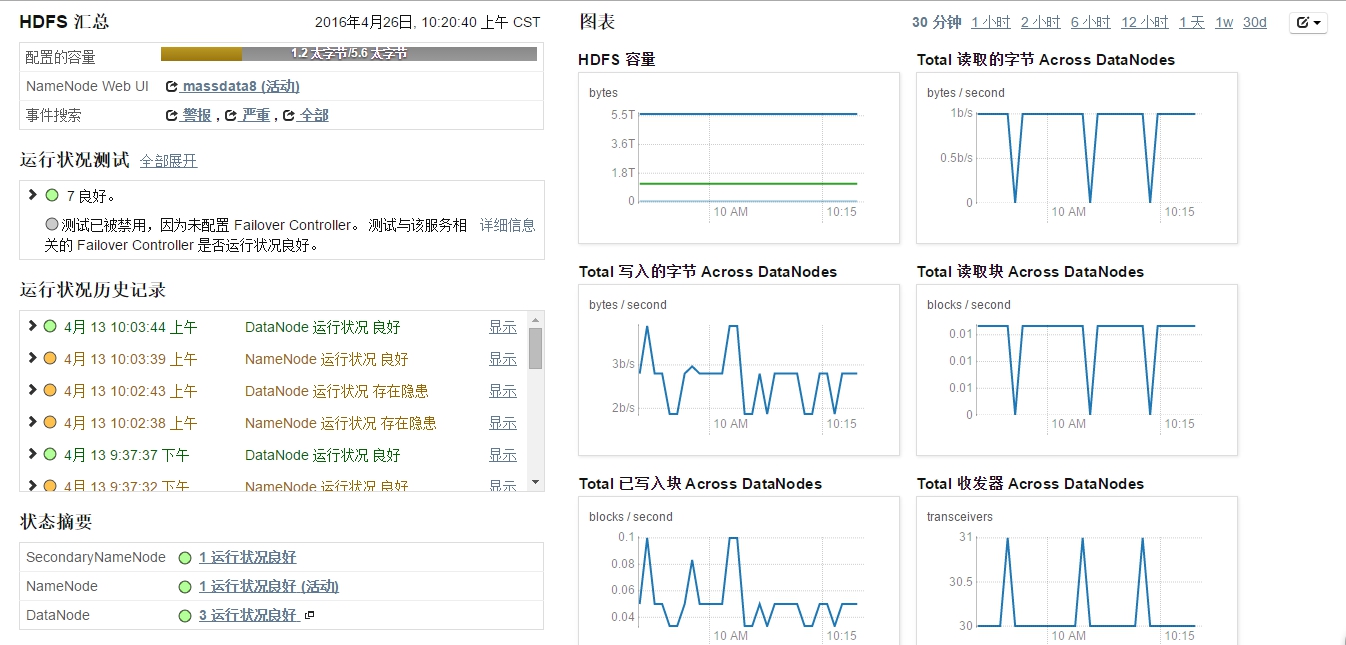 HDFS 汇总
2016年4月26日, 10:20:40 上午 CST
配置的容量
1.2 太字节/5.6 太字节
NameNode Web UI massdata8 (活动)
事件搜索 警报 , 严重 , 全部
运行状况测试 全部展开
7 良好。
测试已被禁用，因为未配置 Failover Controller。 测试与该服务相
关的 Failover Controller 是否运行状况良好。
详细信息
运行状况历史记录
4月 13 10:03:44 上午 DataNode 运行状况 良好 显示
4月 13 10:03:39 上午 NameNode 运行状况 良好 显示
4月 13 10:02:43 上午 DataNode 运行状况 存在隐患 显示
4月 13 10:02:38 上午 NameNode 运行状况 存在隐患 显示
4月 13 9:37:37 下午 DataNode 运行状况 良好 显示
4月 13 9:37:32 下午 NameNode 运行状况 良好 显示
状态摘要
SecondaryNameNode 1 运行状况良好
NameNode 1 运行状况良好 (活动)
DataNode 3 运行状况良好
图表
30 分钟 1 小时 2 小时 6 小时 12 小时 1 天 1w 30d
HDFS 容量
bytes
5.5T
3.6T
1.8T
0
10 AM 10:15
Total 读取的字节 Across DataNodes
bytes / second
1b/s
0.5b/s
0
10 AM 10:15
Total 写入的字节 Across DataNodes
bytes / second
3b/s
2b/s
10 AM 10:15
Total 读取块 Across DataNodes
blocks / second
0.01
0.01
0.01
0
10 AM 10:15
Total 已写入块 Across DataNodes
blocks / second
0.1
0.08
0.06
0.04
10 AM 10:15
Total 收发器 Across DataNodes
transceivers
31
30.5
30
10 AM 10:15